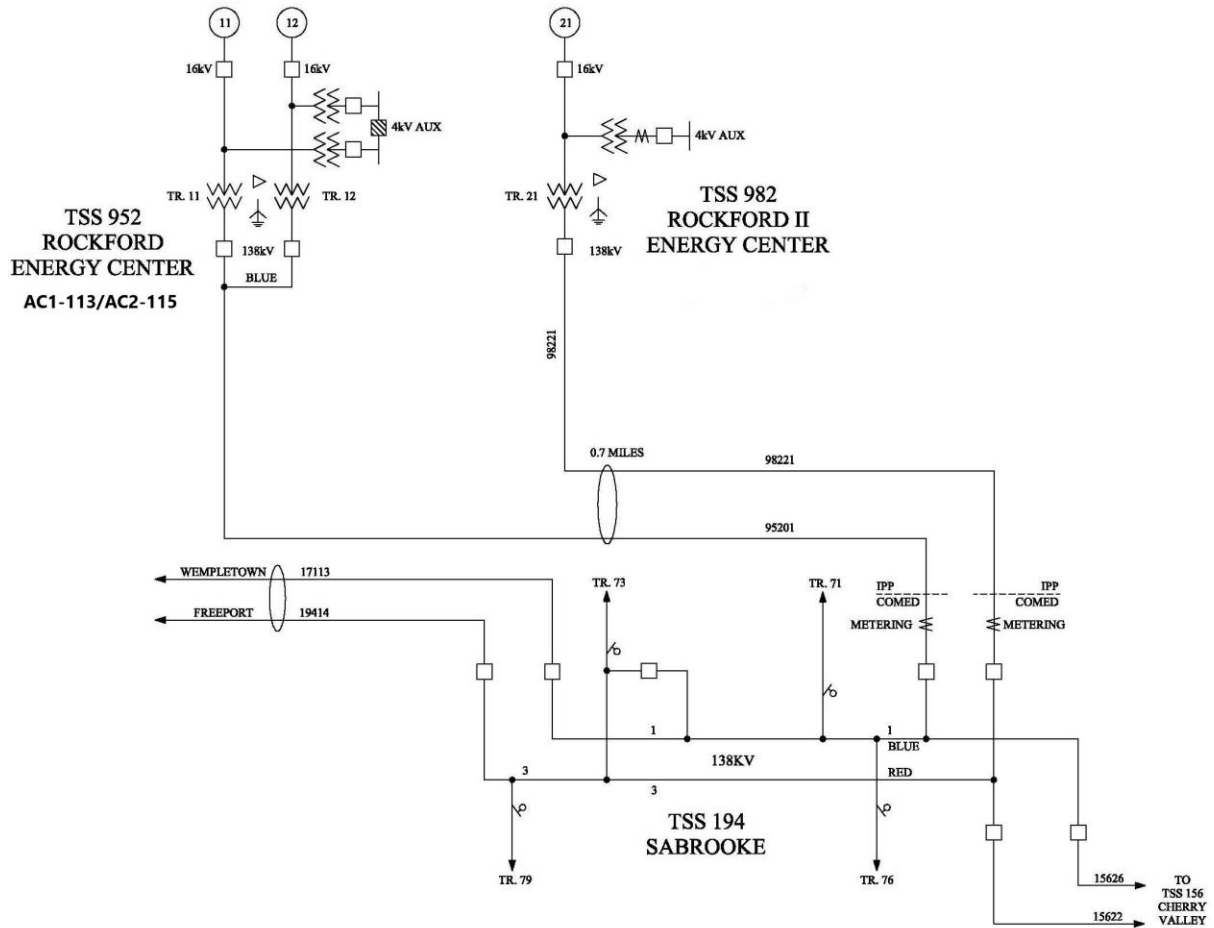 11
12
21
16kV
16kV
16kV
4kV AUX
4kV AUX
TR. 11
TR. 12
TR. 21
TSS 952
ROCKFORD
ENERGY CENTER
AC1-113/AC2-115
TSS 982
ROCKFORD II
ENERGY CENTER
138kV
138kV
BLUE
98221
0.7 MILES
98221
95201
WEMPLETOWN
17113
FREEPORT
19414
TR. 73
TR. 71
IPP
COMED
METERING
IPP
COMED
METERING
1
1
BLUE
138KV
3
3
RED
TSS 194
SABROOKE
TR. 79
TR. 76
15626
15622
TO
TSS 156
CHERRY
VALLEY